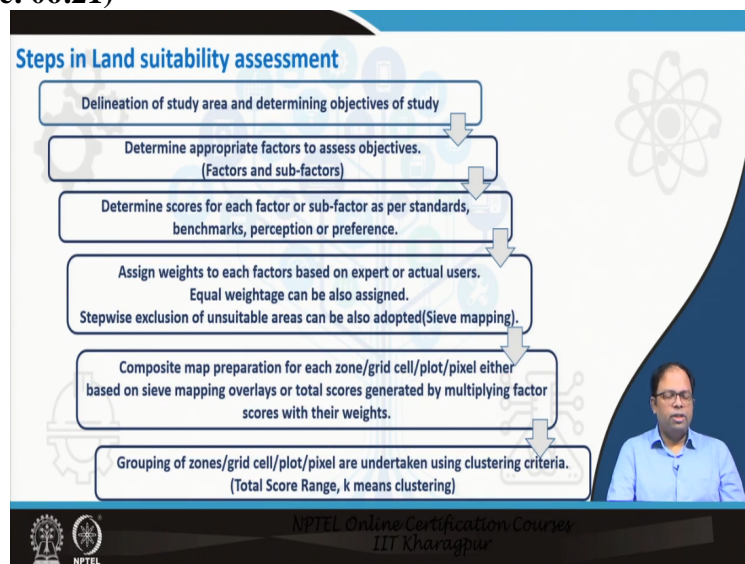 c. 06:21)
Steps in Land suitability assessment
Delineation of study area and determining objectives of study
Determine appropriate factors to assess objectives.
(Factors and sub-factors)
Determine scores for each factor or sub-factor as per standards,
benchmarks, perception or preference.
Assign weights to each factors based on expert or actual users.
Equal weightage can be also assigned.
Stepwise exclusion of unsuitable areas can be also adopted(Sieve mapping).
Composite map preparation for each zone/grid cell/plot/pixel either
based on sieve mapping overlays or total scores generated by multiplying factor
scores with their weights.
Grouping of zones/grid cell/plot/pixel are undertaken using clustering criteria.
(Total Score Range, k means clustering)
NPTEL Online Certification Courses
IIT Kharagpur
NPTEL